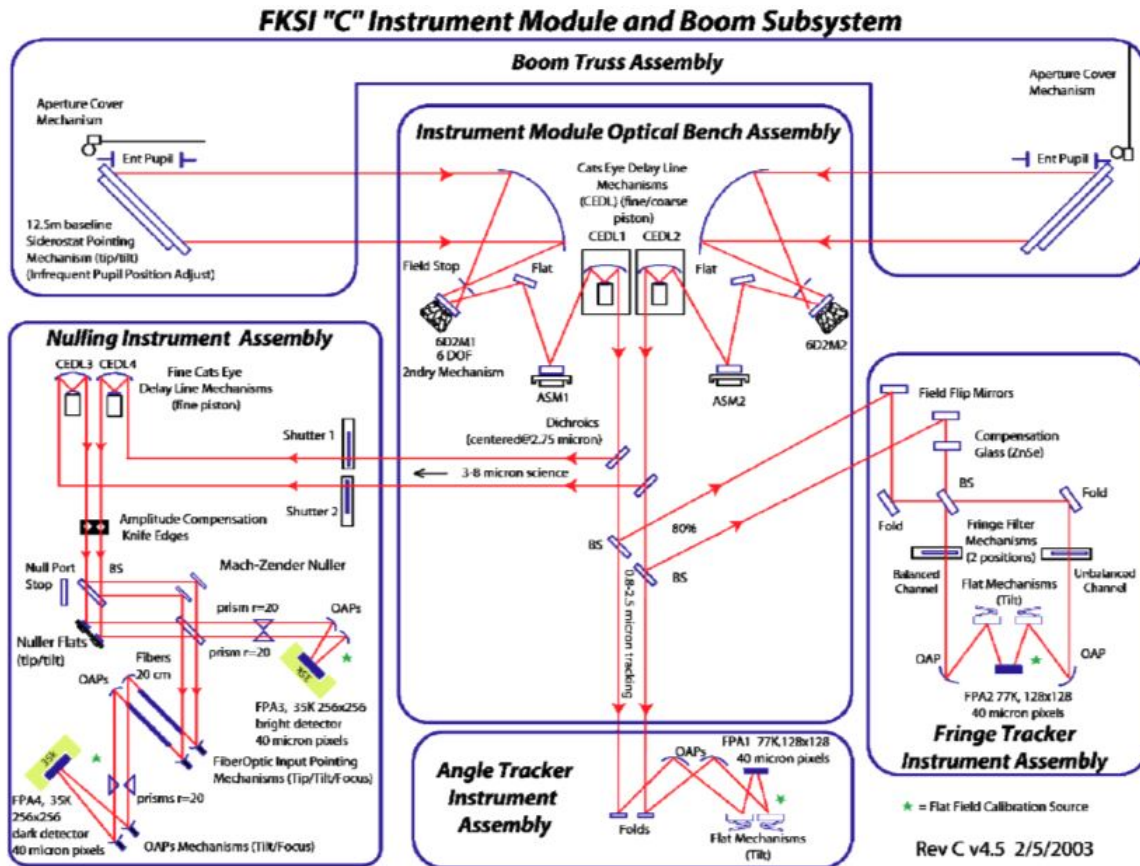 FKSI "C" Instrument Module and Boom Subsystem
Boom Truss Assembly
Aperture Cover
Mechanism
Ent Pupil
12.5m baseline
Siderostat Pointing
Mechanism (tip/tilt)
(Infrequent Pupil Position Adjust)
Aperture Cover
Mechanism
Ent Pupil
Instrument Module Optical Bench Assembly
Cats Eye Delay Line
Mechanisms
(CEDL) (fine/coarse
piston)
CEDL1
CEDL2
Field Stop
Flat
Flat
6D2M1
6 DOF
2ndry Mechanism
6D2M2
ASM1
ASM2
Dichroics
(centered@2.75 micron)
3-8 micron science
80%
BS
BS
0.8-2.5 micron tracking
Nulling Instrument Assembly
CEDL3
CEDL4
Fine Cats Eye
Delay Line Mechanisms
(fine piston)
Shutter 1
Shutter 2
Amplitude Compensation
Knife Edges
Null Port
Stop
BS
Mach-Zender Nuller
prism r=20
OAPs
Nuller Flats
(tip/tilt)
prism r=20
Fibers
20 cm
OAPs
35K
FPA3, 35K 256x256
bright detector
40 micron pixels
FiberOptic Input Pointing
Mechanisms (Tip/Tilt/Focus)
35K
prisms r=20
FPA4, 35K
256x256
dark detector
40 micron pixels
OAPs Mechanisms (Tilt/Focus)
Angle Tracker
Instrument
Assembly
OAPs
FPA1 77K,128x128
40 micron pixels
Folds
Flat Mechanisms
(Tilt)
Field Flip Mirrors
Compensation
Glass (ZnSe)
BS
Fold
Fold
Fringe Filter
Mechanisms
(2 positions)
Balanced
Channel
Unbalanced
Channel
Flat Mechanisms
(Tilt)
OAP
OAP
FPA2 77K, 128x128
40 micron pixels
Fringe Tracker
Instrument Assembly
= Flat Field Calibration Source
Rev C v4.5 2/5/2003